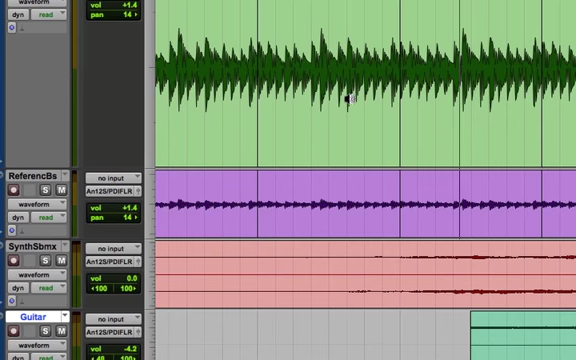 waveform
dyn read
vol +1.4
pan 14 ›
ReferencBs
S M
waveform
dyn read
no input
An12S/PDIFLR
vol +1.4
pan 14 ›
SynthSbmx
S M
waveform
dyn read
no input
An12S/PDIFLR
vol 0.0
‹100 100›
Guitar
S M
waveform
dyn read
no input
An12S/PDIFLR
vol -4.2